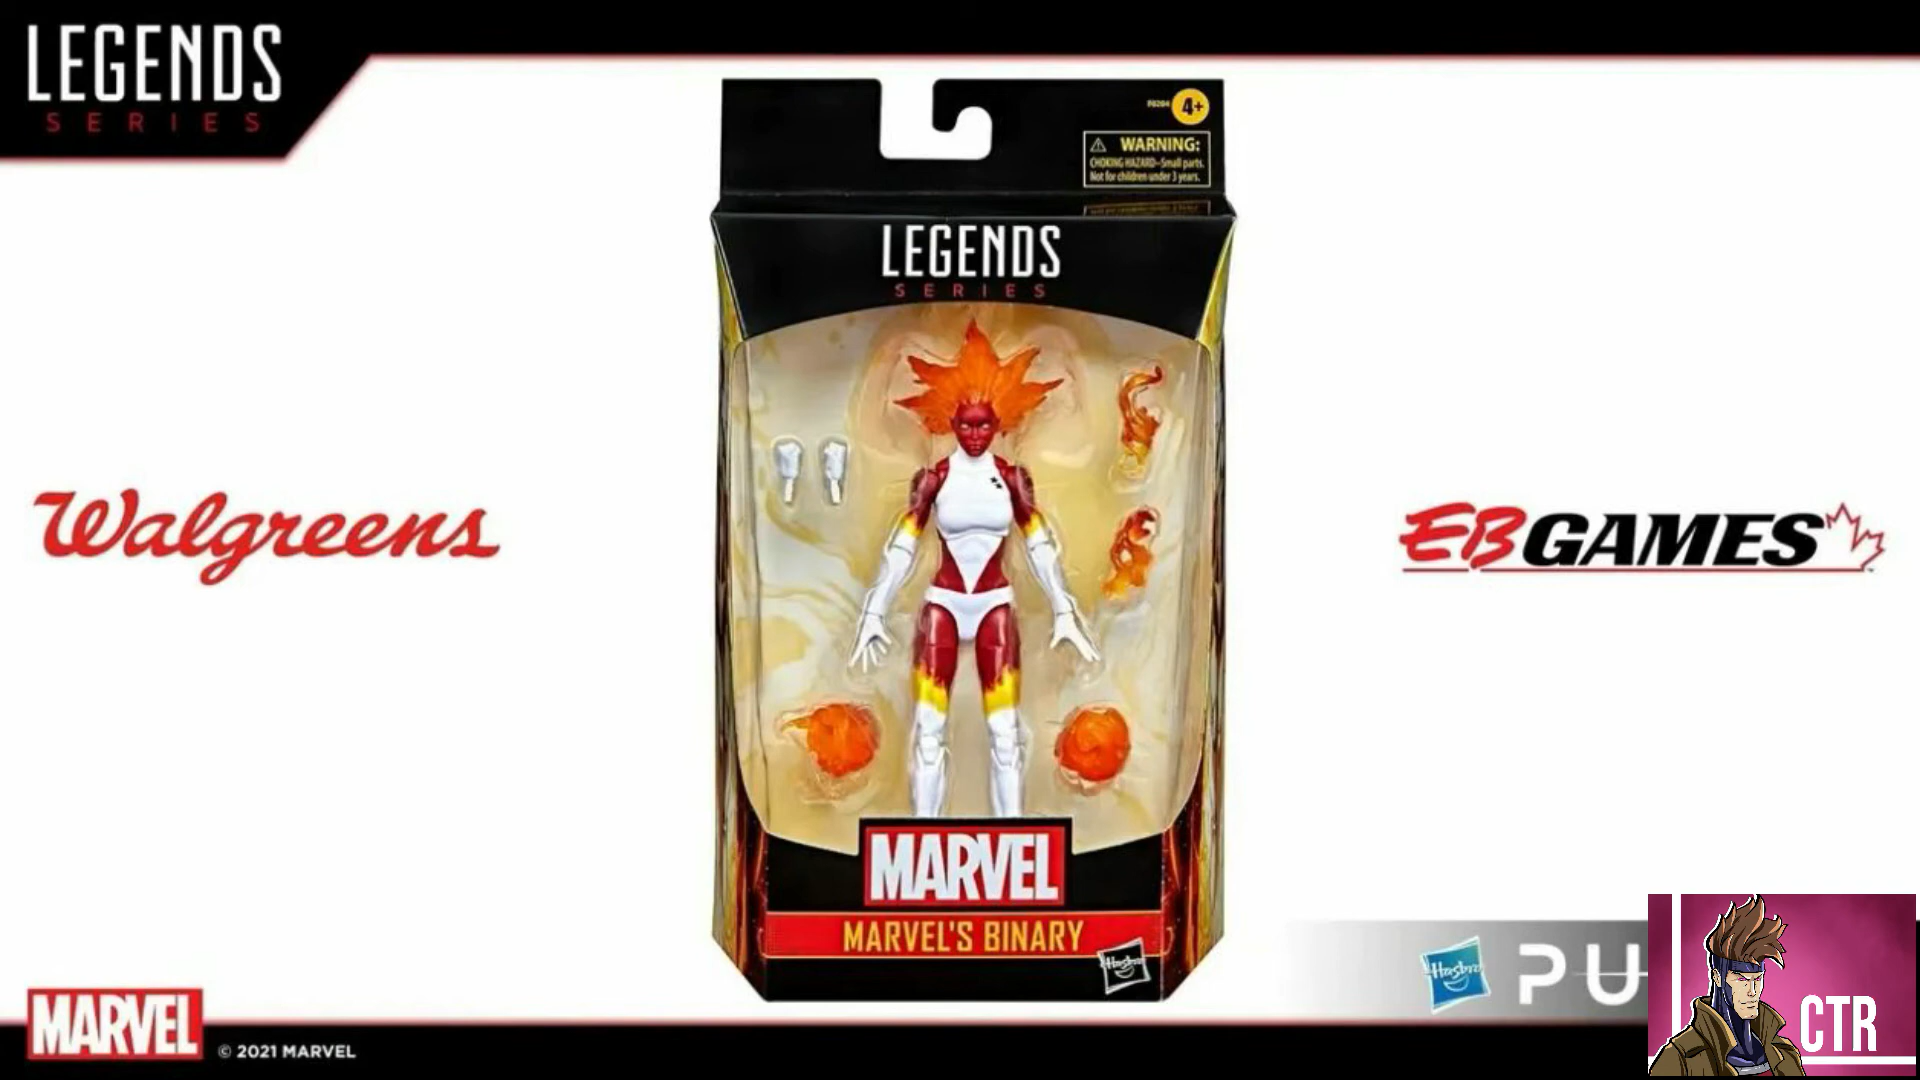 LEGENDS
SERIES
F0204
4+
WARNING:
CHOKING HAZARD–Small parts.
Not for children under 3 years.
LEGENDS
SERIES
Walgreens
EBGAMES
MARVEL
MARVEL'S BINARY
Hasbro
Hasbro
PU
CTR
MARVEL
© 2021 MARVEL